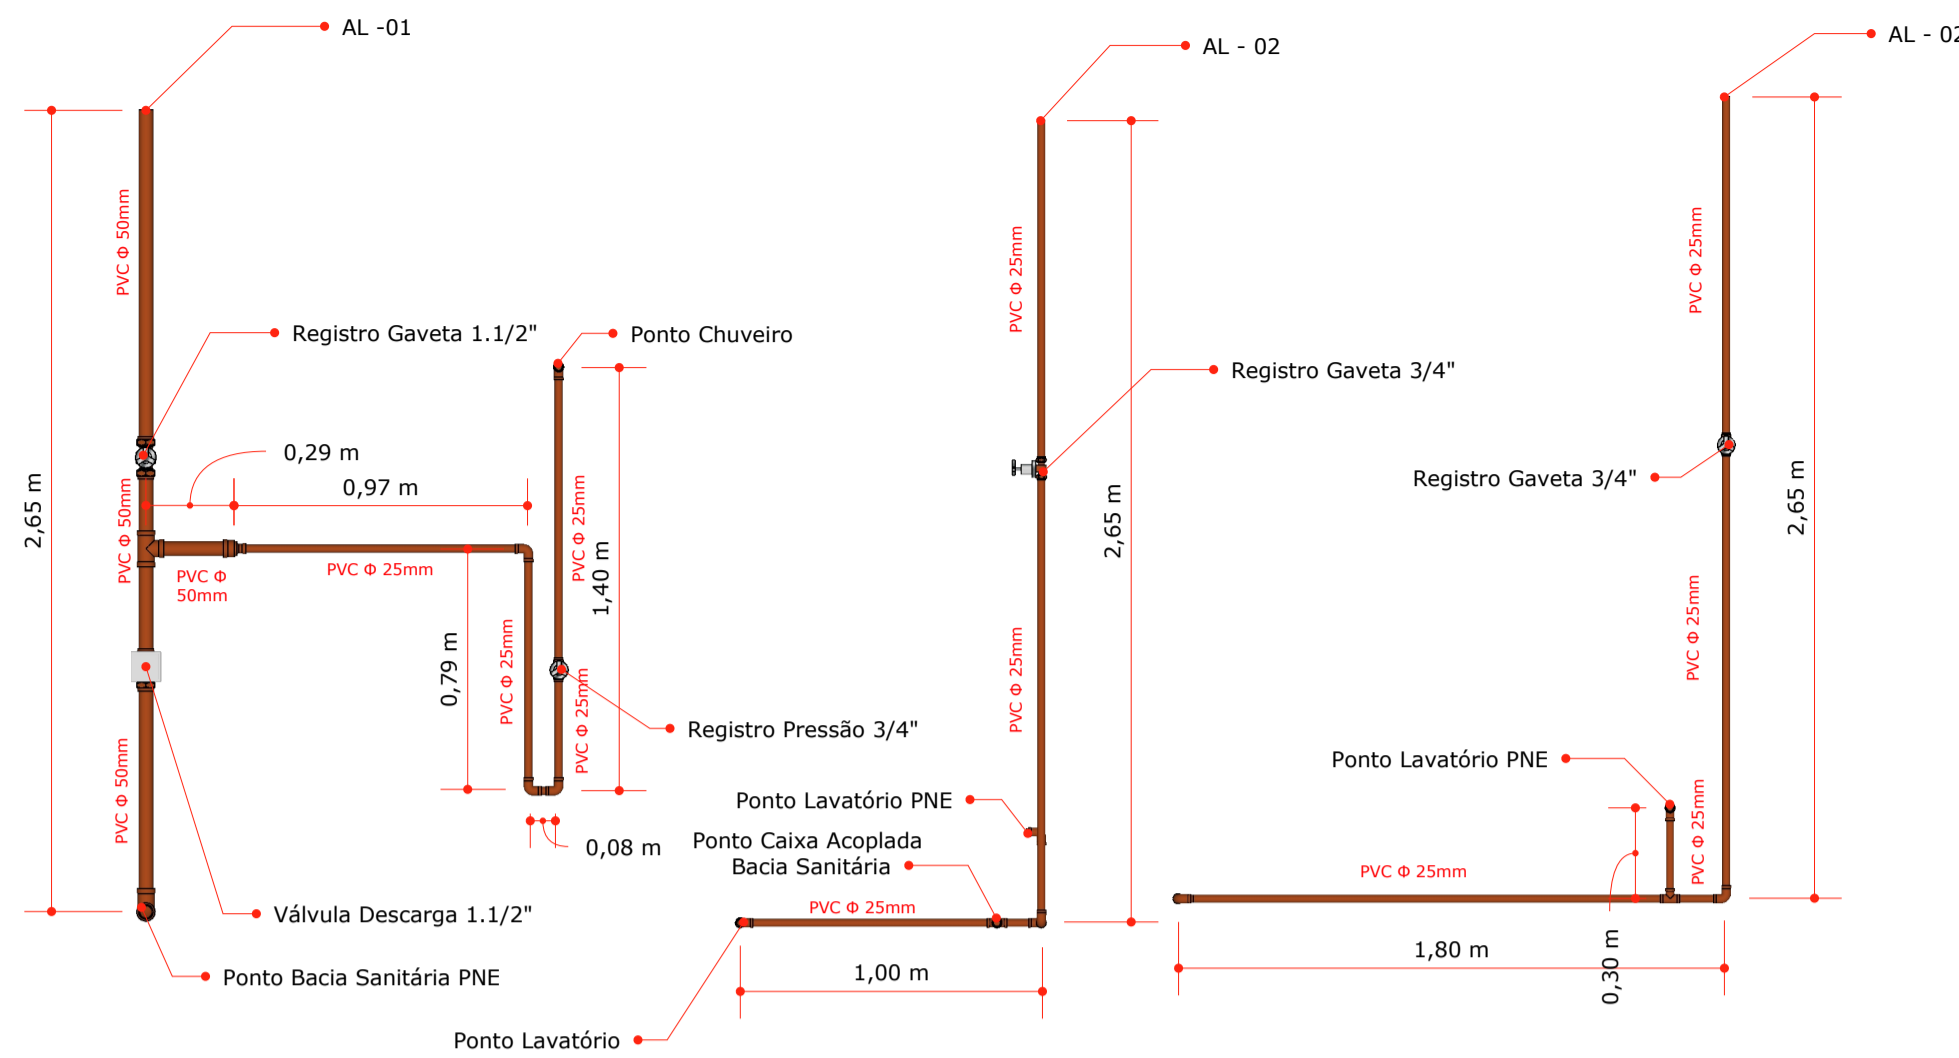 AL -01
2,65 m
PVC Φ 50mm
Registro Gaveta 1.1/2"
0,29 m
0,97 m
PVC Φ 50mm
PVC Φ
50mm
PVC Φ 25mm
Ponto Chuveiro
PVC Φ 25mm
1,40 m
0,79 m
PVC Φ 25mm
PVC Φ 25mm
Registro Pressão 3/4"
0,08 m
PVC Φ 50mm
Válvula Descarga 1.1/2"
Ponto Bacia Sanitária PNE
AL - 02
PVC Φ 25mm
Registro Gaveta 3/4"
2,65 m
PVC Φ 25mm
Ponto Lavatório PNE
Ponto Caixa Acoplada
Bacia Sanitária
PVC Φ 25mm
1,00 m
Ponto Lavatório
AL - 02
PVC Φ 25mm
Registro Gaveta 3/4"
2,65 m
PVC Φ 25mm
Ponto Lavatório PNE
PVC Φ 25mm
PVC Φ 25mm
0,30 m
1,80 m